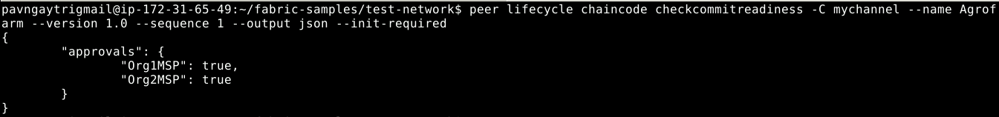 pavngaytrigmail@ip-172-31-65-49:~/fabric-samples/test-network$ peer lifecycle chaincode checkcommitreadiness -C mychannel --name Agrof
arm --version 1.0 --sequence 1 --output json --init-required
{
        "approvals": {
                "Org1MSP": true,
                "Org2MSP": true
        }
}